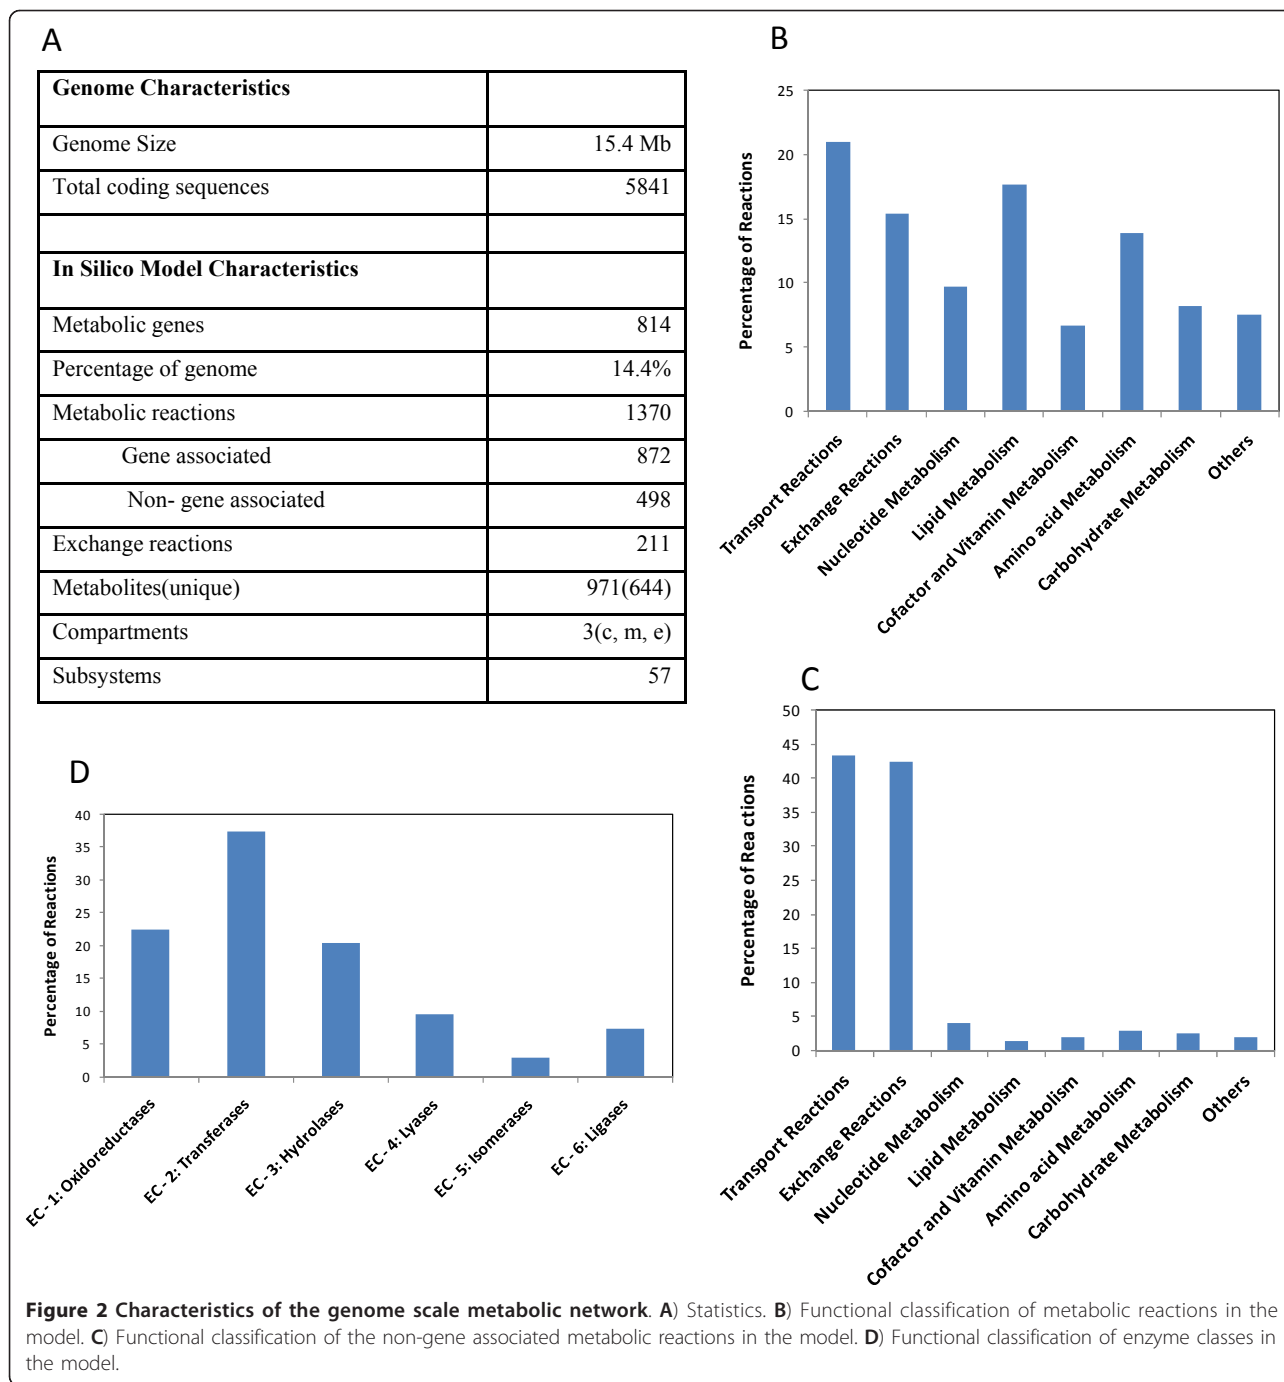 A
Genome Characteristics
Genome Size 15.4 Mb
Total coding sequences 5841
In Silico Model Characteristics
Metabolic genes 814
Percentage of genome 14.4%
Metabolic reactions 1370
Gene associated 872
Non- gene associated 498
Exchange reactions 211
Metabolites(unique) 971(644)
Compartments 3(c, m, e)
Subsystems 57
B
Percentage of Reactions
25
20
15
10
5
0
Transport Reactions
Exchange Reactions
Nucleotide Metabolism
Lipid Metabolism
Cofactor and Vitamin Metabolism
Amino acid Metabolism
Carbohydrate Metabolism
Others
C
Percentage of Rea ctions
50
45
40
35
30
25
20
15
10
5
0
Transport Reactions
Exchange Reactions
Nucleotide Metabolism
Lipid Metabolism
Cofactor and Vitamin Metabolism
Amino acid Metabolism
Carbohydrate Metabolism
Others
D
Percentage of Reactions
40
35
30
25
20
15
10
5
0
EC - 1: Oxidoreductases
EC - 2: Transferases
EC - 3: Hydrolases
EC - 4: Lyases
EC - 5: Isomerases
EC - 6: Ligases
Figure 2 Characteristics of the genome scale metabolic network. A) Statistics. B) Functional classification of metabolic reactions in the
model. C) Functional classification of the non-gene associated metabolic reactions in the model. D) Functional classification of enzyme classes in
the model.